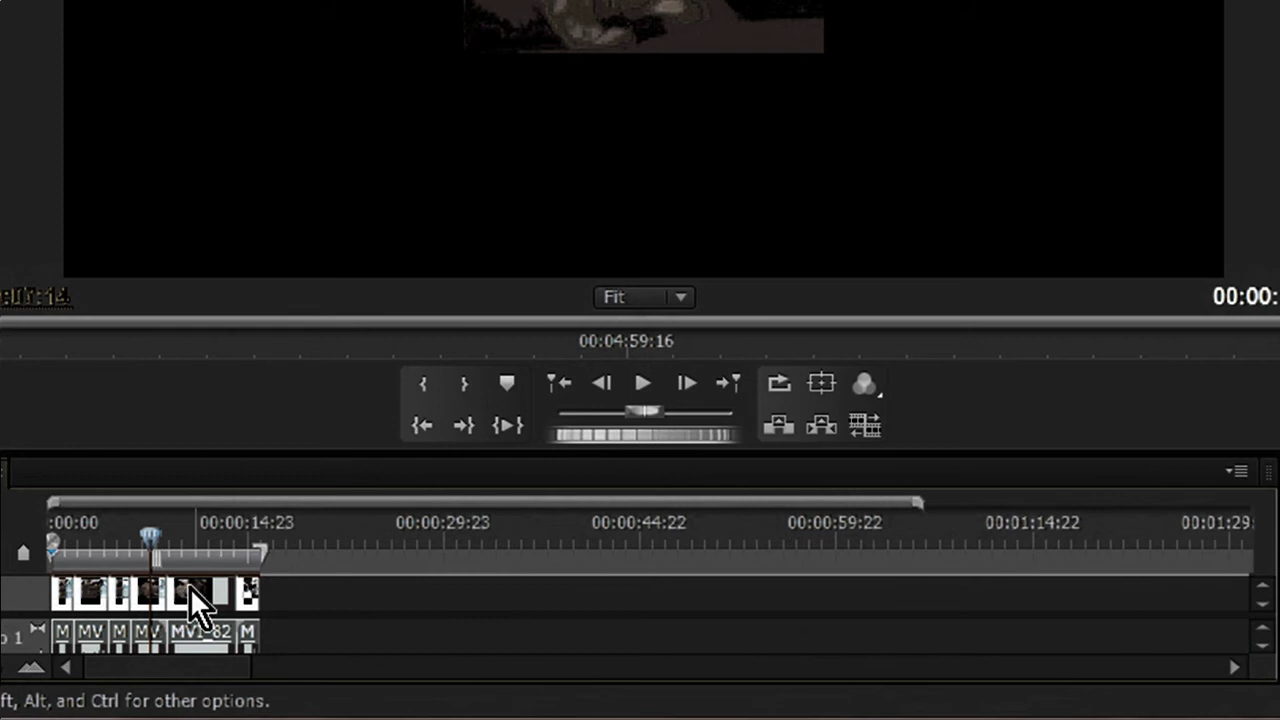 Fit
00:00:
00:04:59:16
:00:00 00:00:14:23 00:00:29:23 00:00:44:22 00:00:59:22 00:01:14:22 00:01:29:
M MV M MV MVI_82 M
o 1
ft, Alt, and Ctrl for other options.